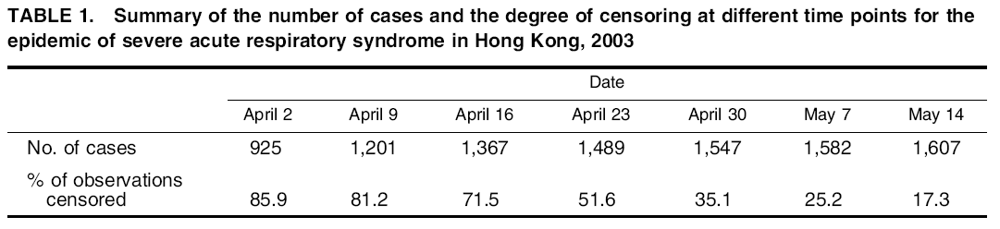 TABLE 1. Summary of the number of cases and the degree of censoring at different time points for the
epidemic of severe acute respiratory syndrome in Hong Kong, 2003
Date
April 2 April 9 April 16 April 23 April 30 May 7 May 14
No. of cases 925 1,201 1,367 1,489 1,547 1,582 1,607
% of observations
censored 85.9 81.2 71.5 51.6 35.1 25.2 17.3